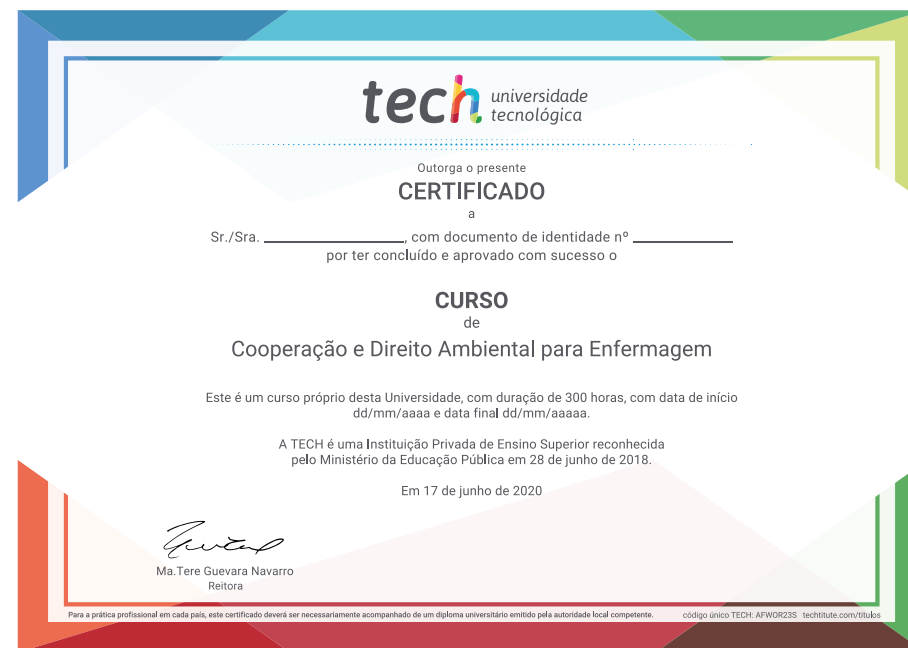 tech universidade
tecnológica
Outorga o presente
CERTIFICADO
a
Sr./Sra. ____________________, com documento de identidade nº ______________
por ter concluído e aprovado com sucesso o
CURSO
de
Cooperação e Direito Ambiental para Enfermagem
Este é um curso próprio desta Universidade, com duração de 300 horas, com data de início
dd/mm/aaaa e data final dd/mm/aaaaa.
A TECH é uma Instituição Privada de Ensino Superior reconhecida
pelo Ministério da Educação Pública em 28 de junho de 2018.
Em 17 de junho de 2020
Ma.Tere Guevara Navarro
Reitora
Para a prática profissional em cada país, este certificado deverá ser necessariamente acompanhado de um diploma universitário emitido pela autoridade local competente. código único TECH: AFWOR23S techtitute.com/titulos